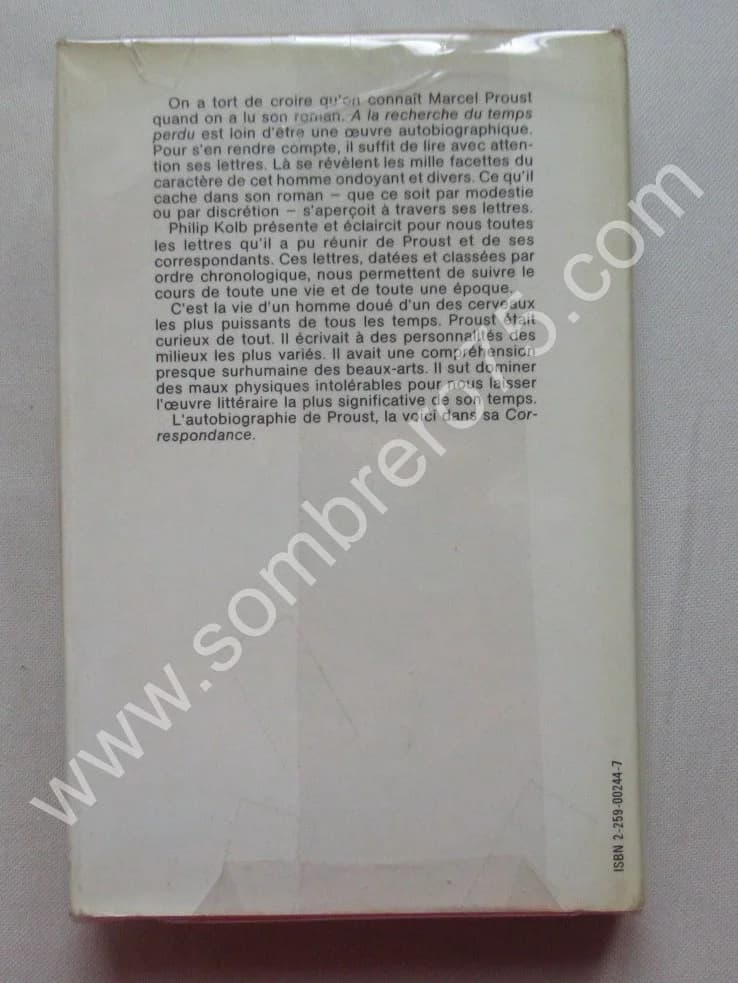 On a tort de croire qu'on connaît Marcel Proust
quand on a lu son roman. A la recherche du temps
perdu est loin d'être une œuvre autobiographique.
Pour s'en rendre compte, il suffit de lire avec atten-
tion ses lettres. Là se révèlent les mille facettes du
caractère de cet homme ondoyant et divers. Ce qu'il
cache dans son roman – que ce soit par modestie
ou par discrétion – s'aperçoit à travers ses lettres.
Philip Kolb présente et éclaircit pour nous toutes
les lettres qu'il a pu réunir de Proust et de ses
correspondants. Ces lettres, datées et classées par
ordre chronologique, nous permettent de suivre le
cours de toute une vie et de toute une époque.
C'est la vie d'un homme doué d'un des cerveaux
les plus puissants de tous les temps. Proust était
curieux de tout. Il écrivait à des personnalités des
milieux les plus variés. Il avait une compréhension
presque surhumaine des beaux-arts. Il sut dominer
des maux physiques intolérables pour nous laisser
l'œuvre littéraire la plus significative de son temps.
L'autobiographie de Proust, la voici dans sa Cor-
respondance.
www.sombrero75.com
ISBN 2-259-00244-7